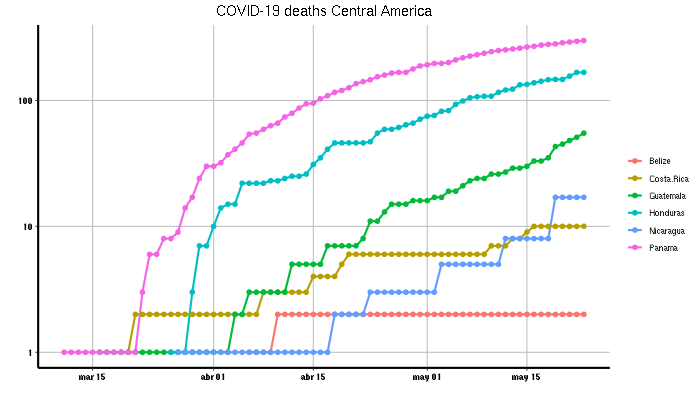 COVID-19 deaths Central America
100
10
1
mar 15
abr 01
abr 15
may 01
may 15
Belize
Costa.Rica
Guatemala
Honduras
Nicaragua
Panama